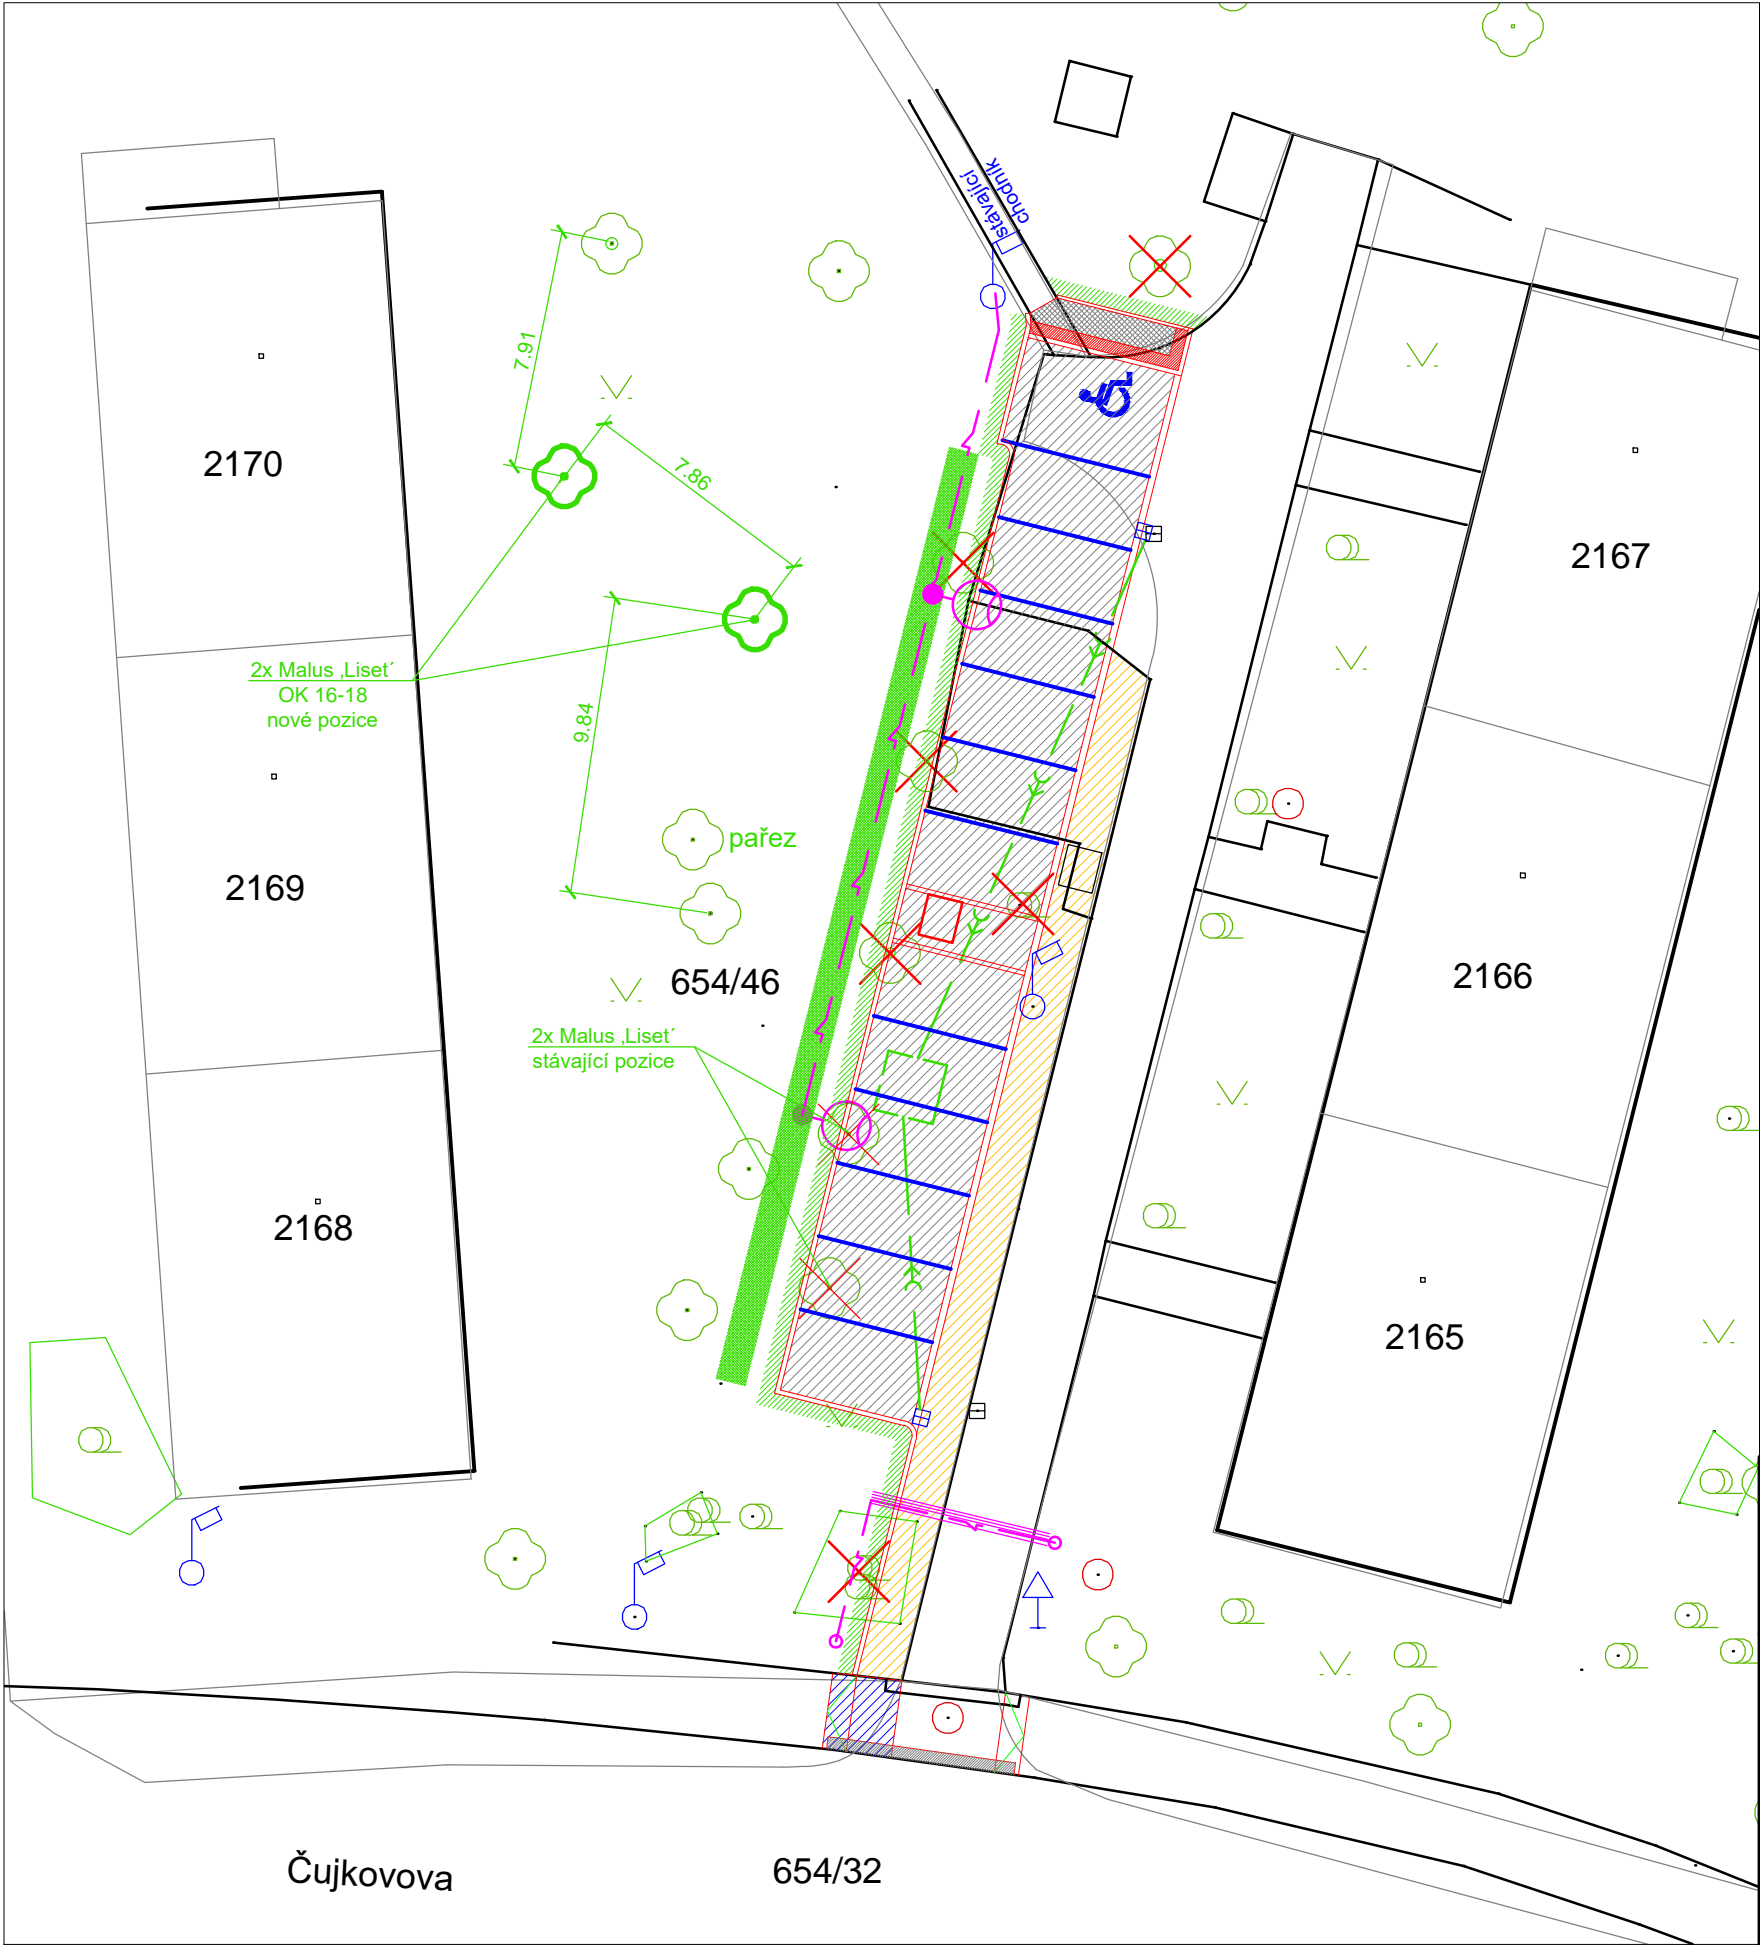 stávající
chodník
7.91
2170
7.86
2167
2x Malus ‚Liset´
OK 16-18
nové pozice
9.84
pařez
2169
654/46
2166
2x Malus ‚Liset´
stávající pozice
2168
2165
Čujkovova
654/32